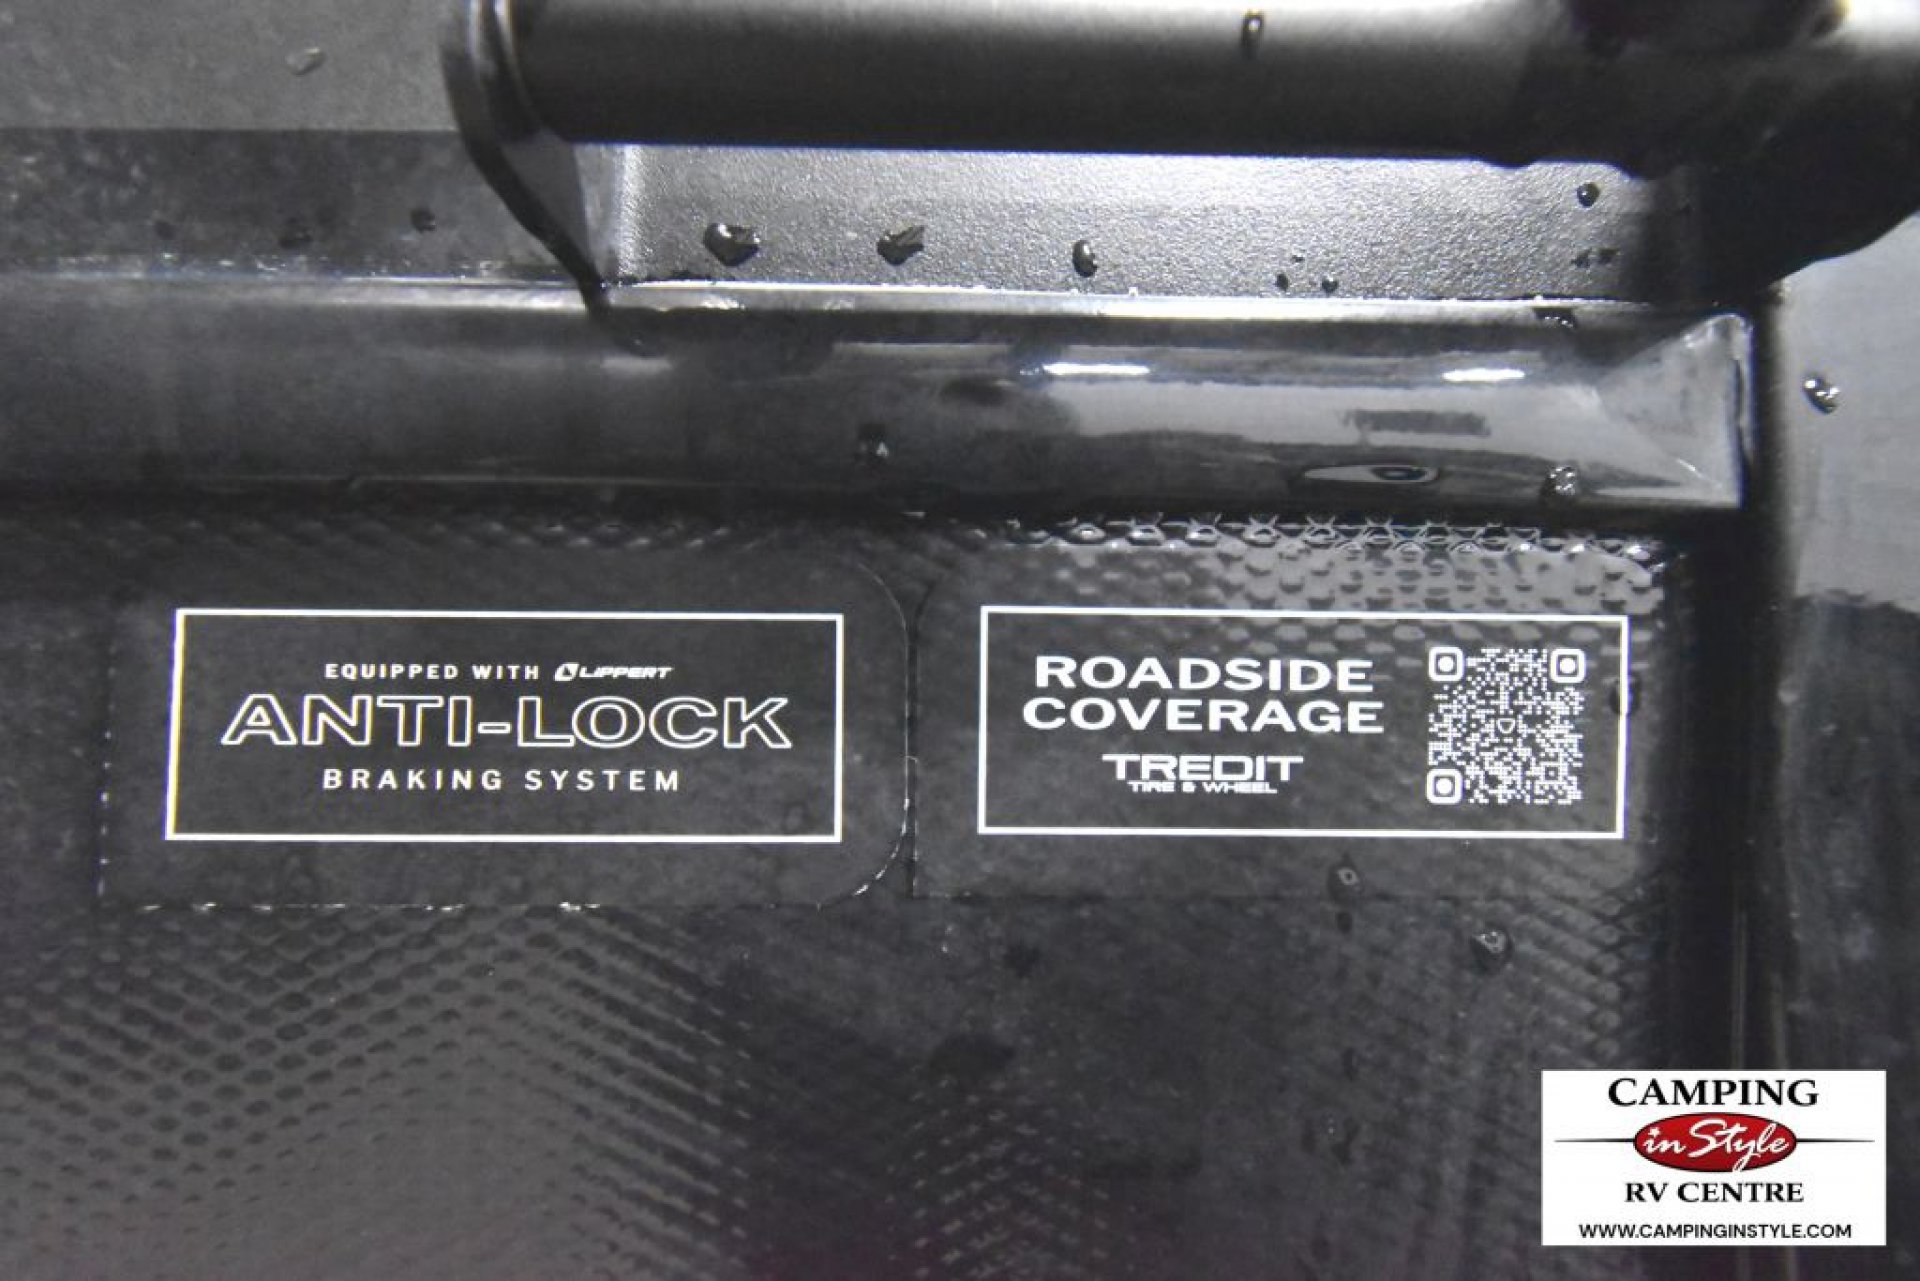 EQUIPPED WITH LIPPERT
ANTI-LOCK
BRAKING SYSTEM
ROADSIDE
COVERAGE
TREDIT
TIRE & WHEEL
CAMPING
in Style
RV CENTRE
WWW.CAMPINGINSTYLE.COM